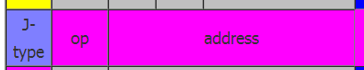 J-
type
op
address